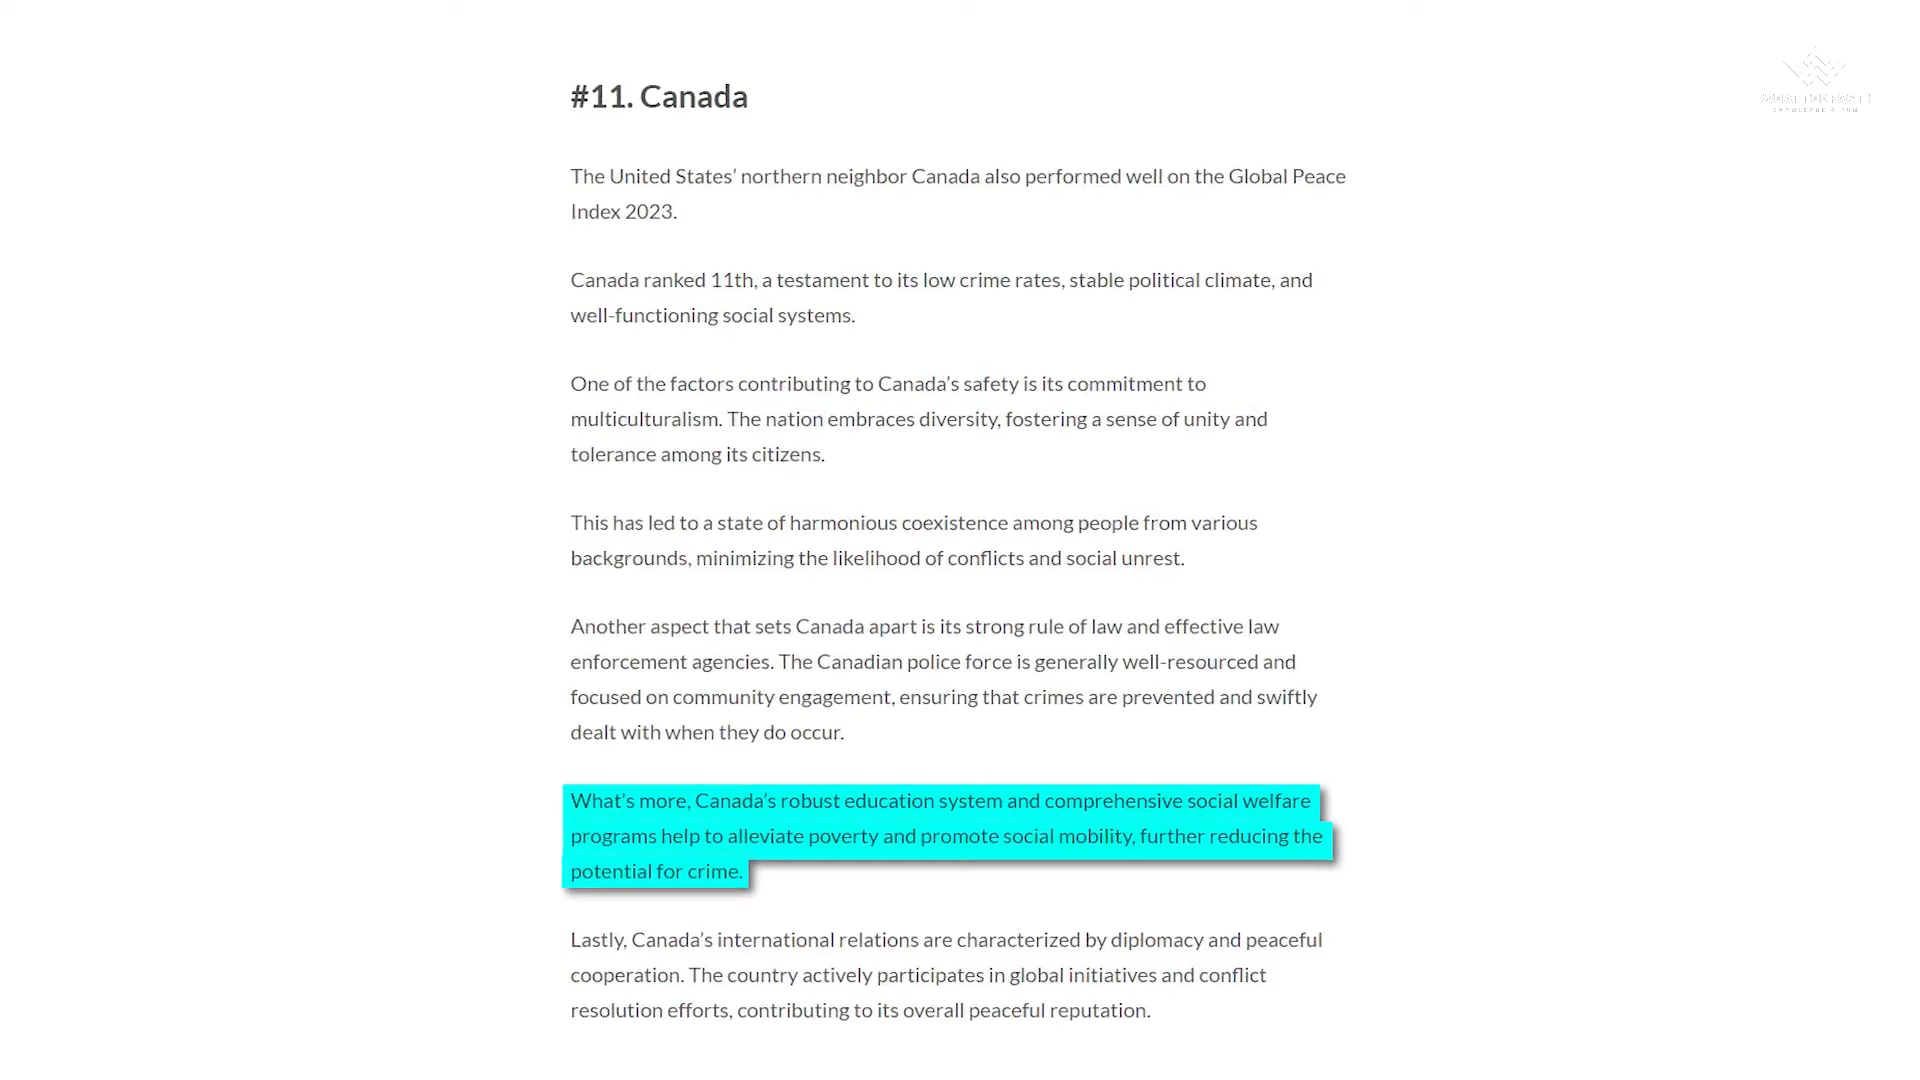 #11. Canada
The United States’ northern neighbor Canada also performed well on the Global Peace
Index 2023.
Canada ranked 11th, a testament to its low crime rates, stable political climate, and
well-functioning social systems.
One of the factors contributing to Canada’s safety is its commitment to
multiculturalism. The nation embraces diversity, fostering a sense of unity and
tolerance among its citizens.
This has led to a state of harmonious coexistence among people from various
backgrounds, minimizing the likelihood of conflicts and social unrest.
Another aspect that sets Canada apart is its strong rule of law and effective law
enforcement agencies. The Canadian police force is generally well-resourced and
focused on community engagement, ensuring that crimes are prevented and swiftly
dealt with when they do occur.
What’s more, Canada’s robust education system and comprehensive social welfare
programs help to alleviate poverty and promote social mobility, further reducing the
potential for crime.
Lastly, Canada’s international relations are characterized by diplomacy and peaceful
cooperation. The country actively participates in global initiatives and conflict
resolution efforts, contributing to its overall peaceful reputation.